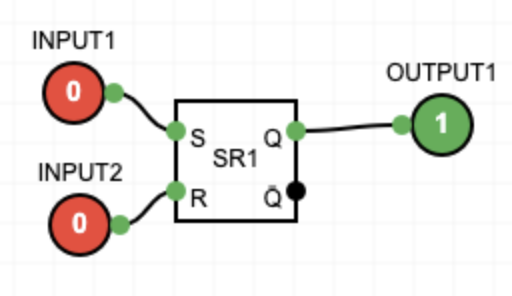 INPUT1
0
OUTPUT1
1
S
Q
SR1
INPUT2
0
R
Q̄